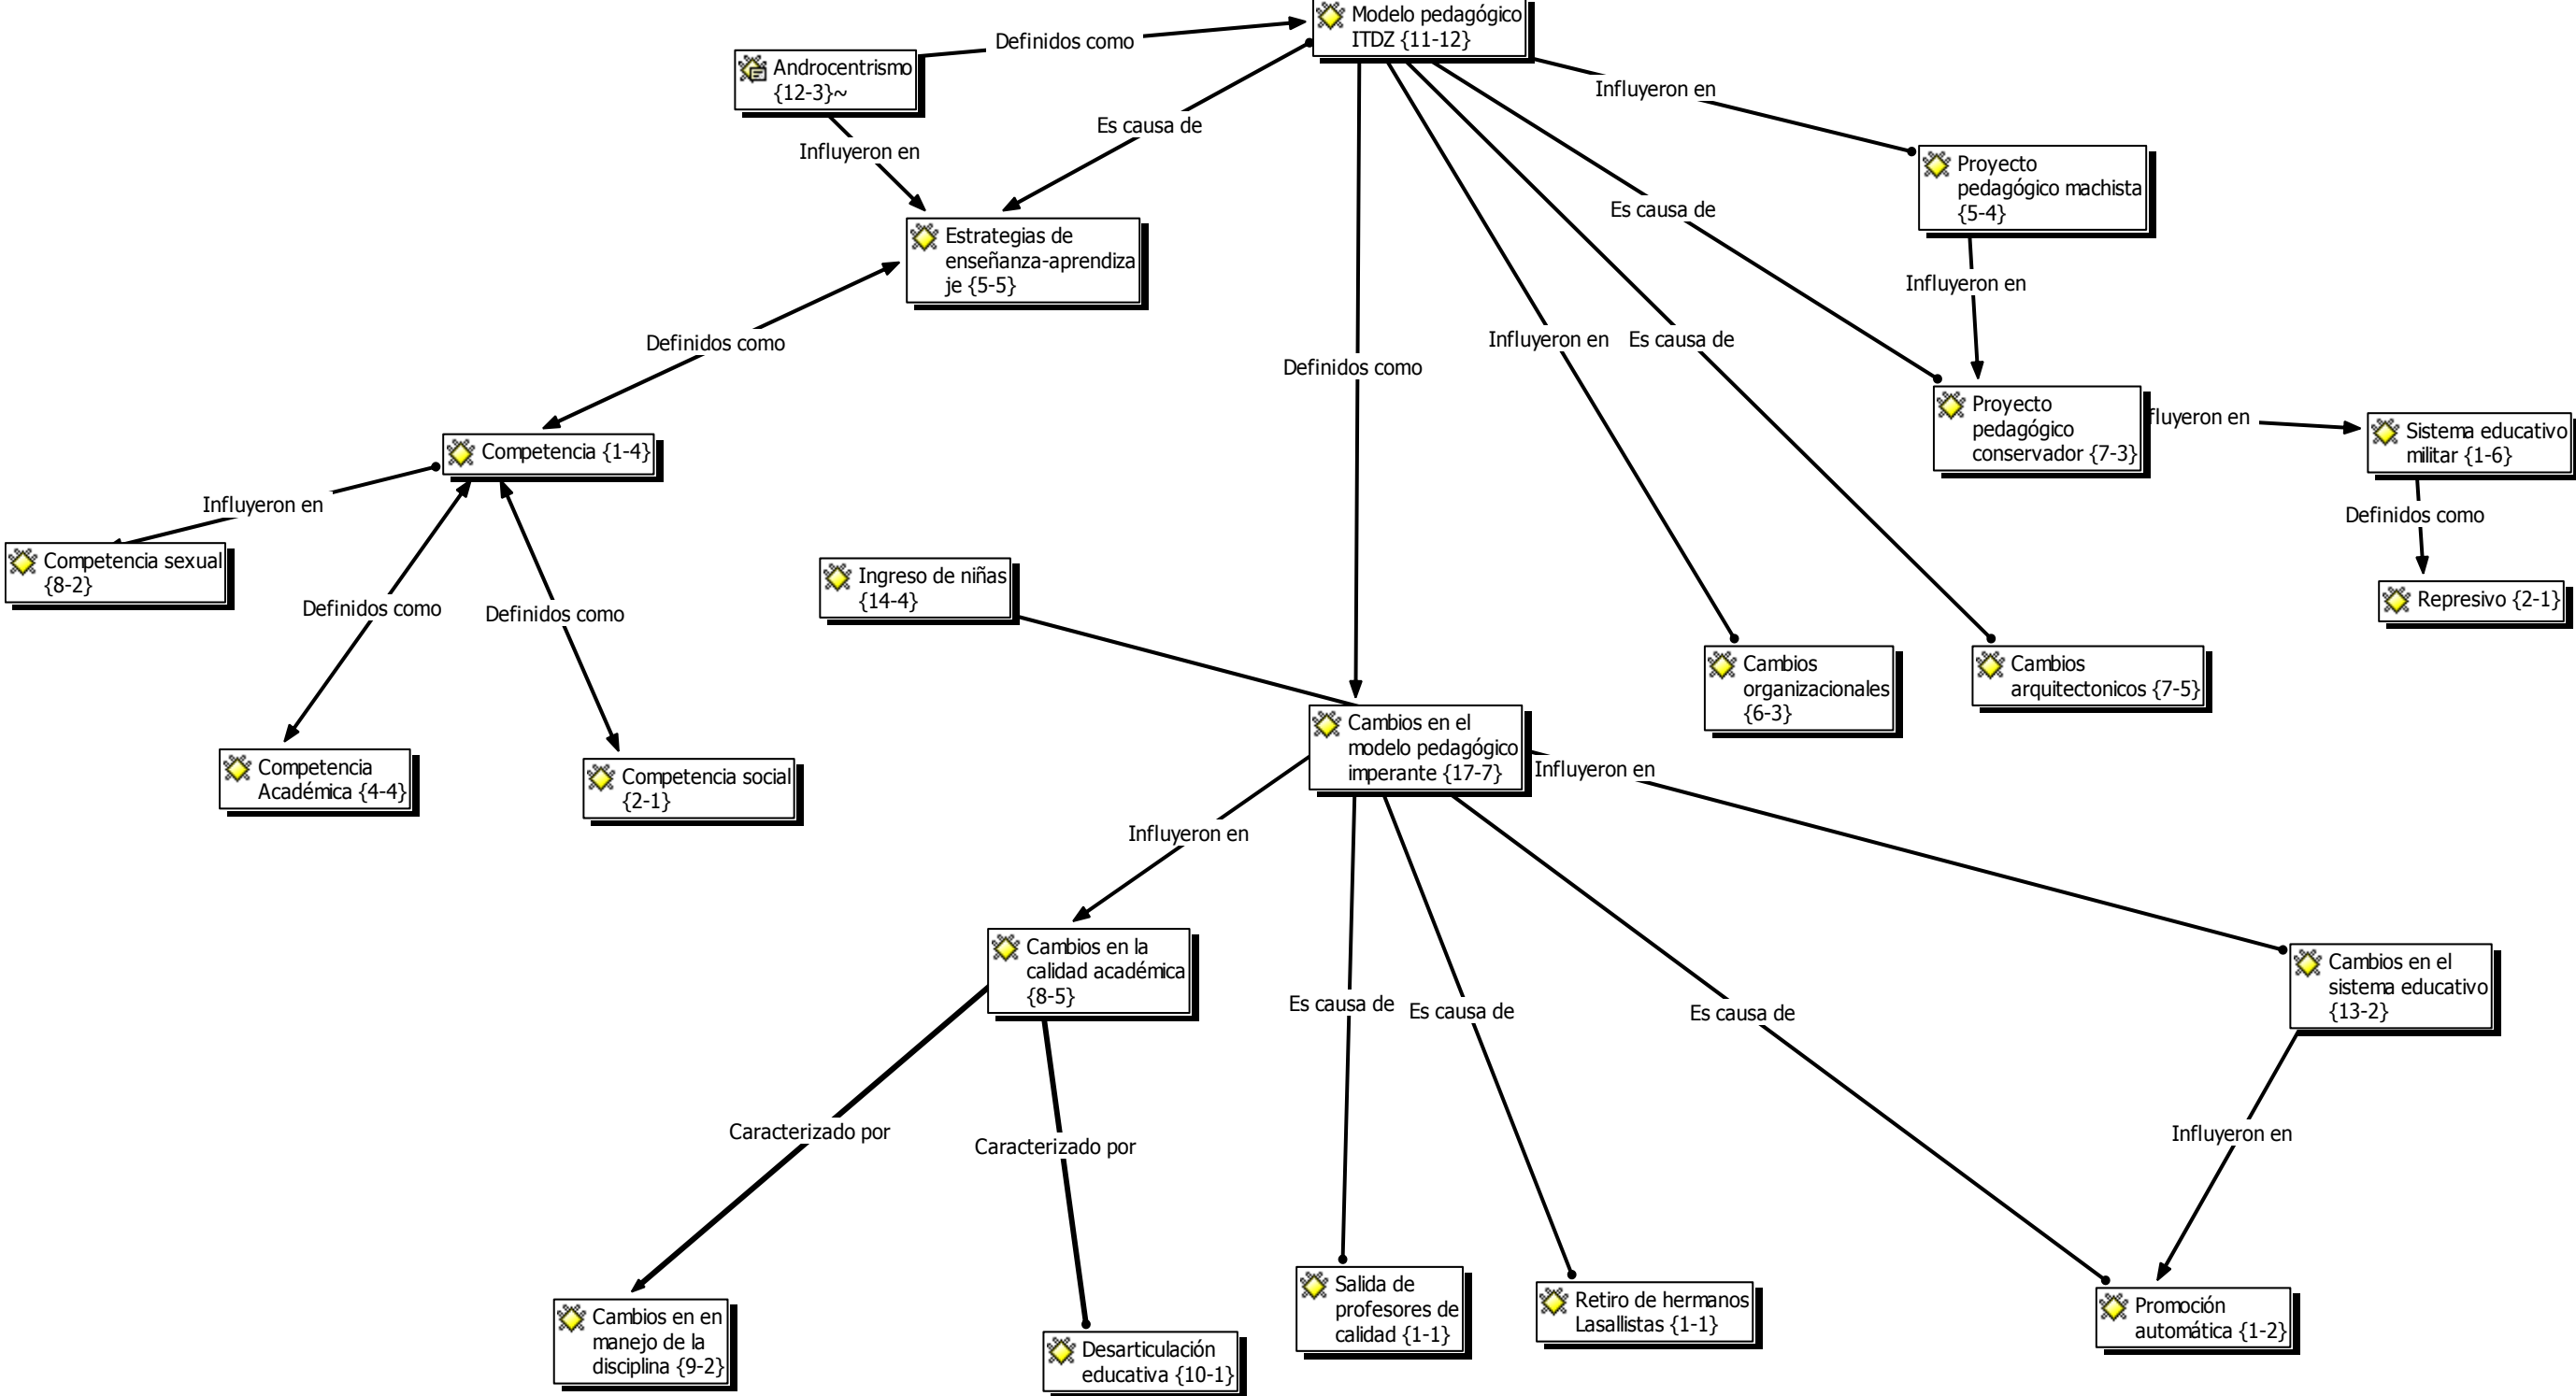 Modelo pedagógico
ITDZ {11-12}
Definidos como
Androcentrismo
{12-3}~
Influyeron en
Es causa de
Influyeron en
Proyecto
pedagógico machista
{5-4}
Es causa de
Estrategias de
enseñanza-aprendiza
je {5-5}
Influyeron en
Definidos como
Influyeron en
Es causa de
Definidos como
Proyecto
pedagógico
conservador {7-3}
fluyeron en
Sistema educativo
militar {1-6}
Competencia {1-4}
Influyeron en
Definidos como
Competencia sexual
{8-2}
Ingreso de niñas
{14-4}
Represivo {2-1}
Definidos como
Definidos como
Cambios
organizacionales
{6-3}
Cambios
arquitectonicos {7-5}
Cambios en el
modelo pedagógico
imperante {17-7}
Influyeron en
Competencia
Académica {4-4}
Competencia social
{2-1}
Influyeron en
Cambios en la
calidad académica
{8-5}
Cambios en el
sistema educativo
{13-2}
Es causa de
Es causa de
Es causa de
Caracterizado por
Caracterizado por
Influyeron en
Salida de
profesores de
calidad {1-1}
Retiro de hermanos
Lasallistas {1-1}
Promoción
automática {1-2}
Cambios en en
manejo de la
disciplina {9-2}
Desarticulación
educativa {10-1}